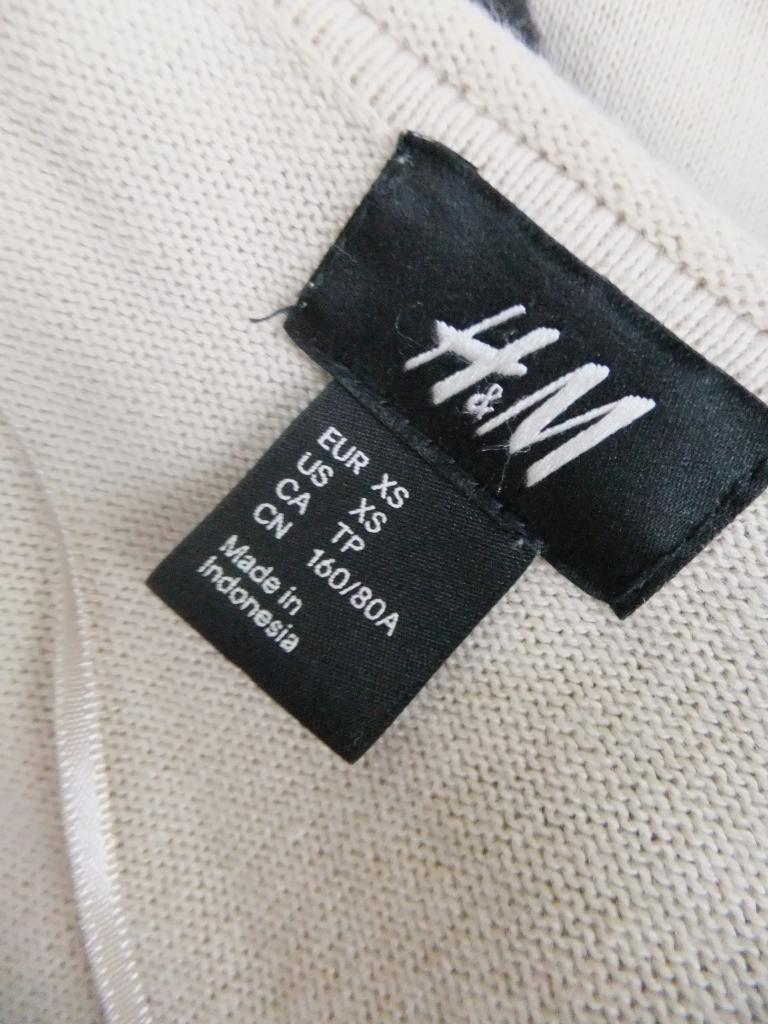 H&M
EUR XS
US XS
CA TP
CN 160/80A
Made in
Indonesia